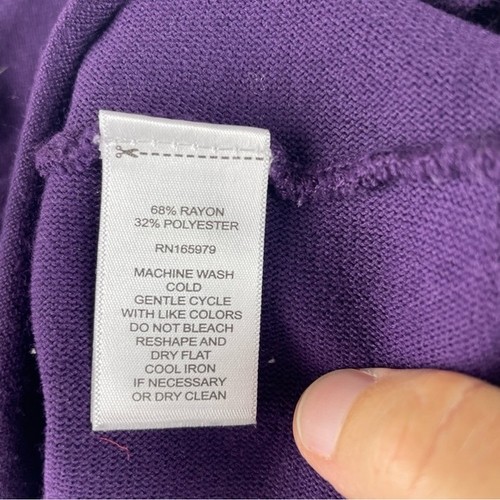 68% RAYON
32% POLYESTER
RN165979
MACHINE WASH
COLD
GENTLE CYCLE
WITH LIKE COLORS
DO NOT BLEACH
RESHAPE AND
DRY FLAT
COOL IRON
IF NECESSARY
OR DRY CLEAN